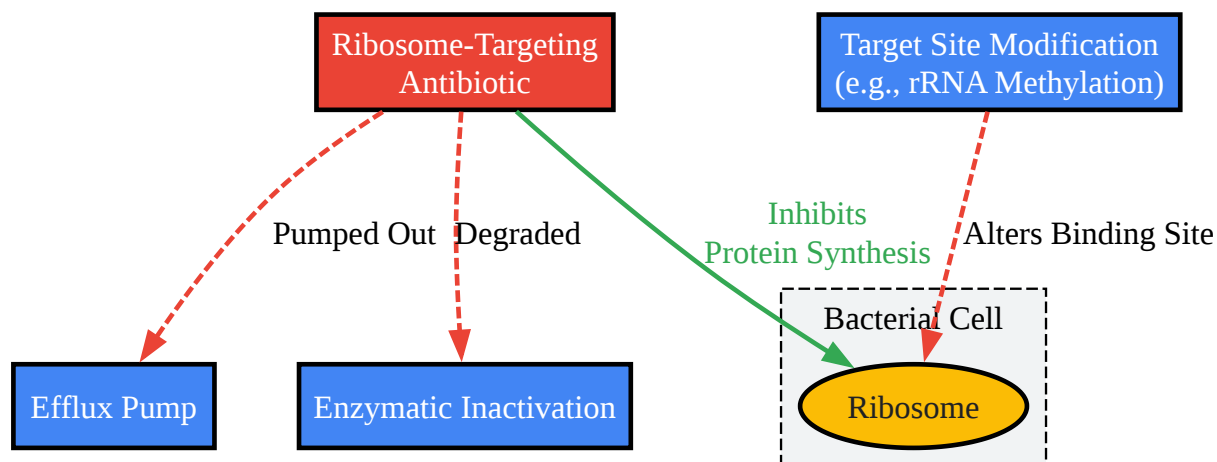 Ribosome-Targeting
Antibiotic
Target Site Modification
(e.g., rRNA Methylation)
Pumped Out
Degraded
Inhibits
Protein Synthesis
Alters Binding Site
Bacterial Cell
Efflux Pump
Enzymatic Inactivation
Ribosome